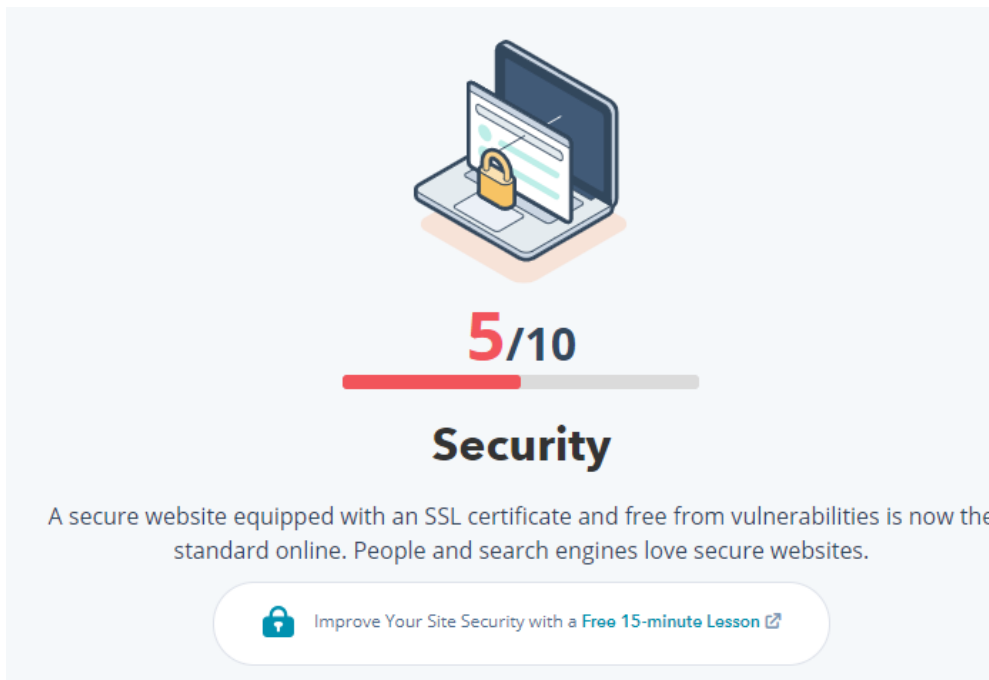 5/10
Security
A secure website equipped with an SSL certificate and free from vulnerabilities is now the
standard online. People and search engines love secure websites.
Improve Your Site Security with a Free 15-minute Lesson